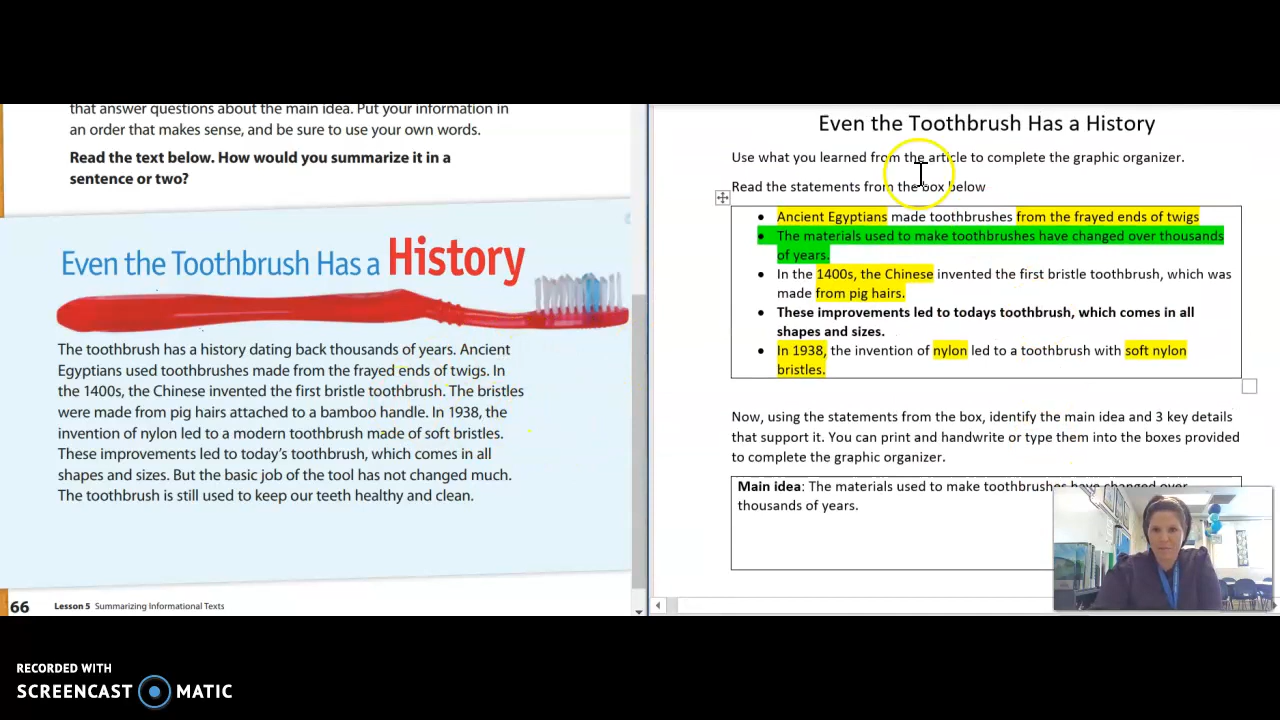 that answer questions about the main idea. Put your information in
an order that makes sense, and be sure to use your own words.
Read the text below. How would you summarize it in a
sentence or two?
Even the Toothbrush Has a History
The toothbrush has a history dating back thousands of years. Ancient
Egyptians used toothbrushes made from the frayed ends of twigs. In
the 1400s, the Chinese invented the first bristle toothbrush. The bristles
were made from pig hairs attached to a bamboo handle. In 1938, the
invention of nylon led to a modern toothbrush made of soft bristles.
These improvements led to today's toothbrush, which comes in all
shapes and sizes. But the basic job of the tool has not changed much.
The toothbrush is still used to keep our teeth healthy and clean.
66 Lesson 5 Summarizing Informational Texts
Even the Toothbrush Has a History
Use what you learned from the article to complete the graphic organizer.
Read the statements from the box below
• Ancient Egyptians made toothbrushes from the frayed ends of twigs
• The materials used to make toothbrushes have changed over thousands
of years.
• In the 1400s, the Chinese invented the first bristle toothbrush, which was
made from pig hairs.
• These improvements led to todays toothbrush, which comes in all
shapes and sizes.
• In 1938, the invention of nylon led to a toothbrush with soft nylon
bristles.
Now, using the statements from the box, identify the main idea and 3 key details
that support it. You can print and handwrite or type them into the boxes provided
to complete the graphic organizer.
Main idea: The materials used to make toothbrushes have changed over
thousands of years.
RECORDED WITH
SCREENCAST MATIC